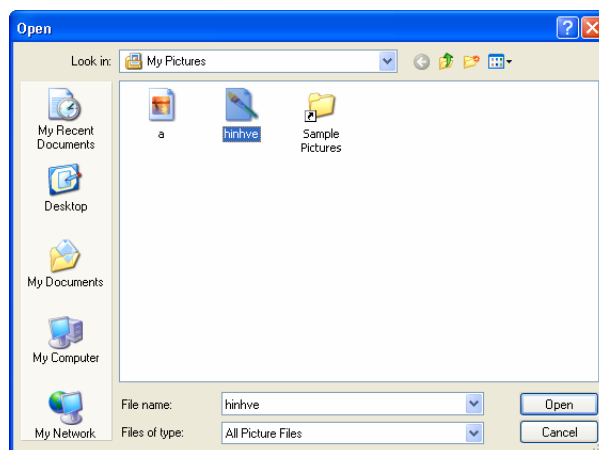 Open
Look in:
My Pictures
My Recent
Documents
Desktop
My Documents
My Computer
My Network
a
hinhve
Sample
Pictures
File name:
hinhve
Open
Files of type:
All Picture Files
Cancel